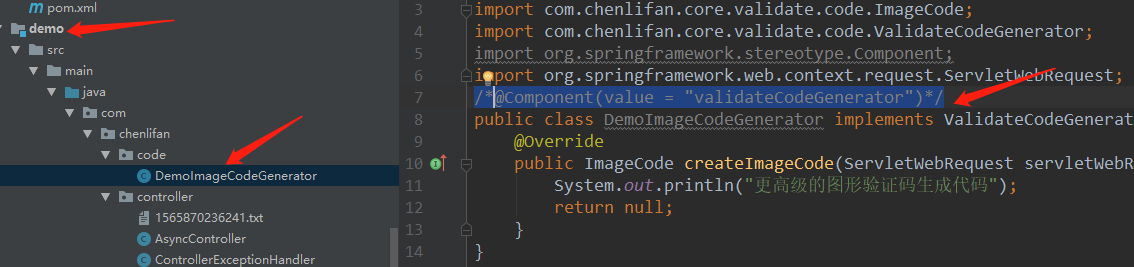 pom.xml
demo
src
main
java
com
chenlifan
code
DemoImageCodeGenerator
controller
1565870236241.txt
AsyncController
ControllerExceptionHandler
3 import com.chenlifan.core.validate.code.ImageCode;
4 import com.chenlifan.core.validate.code.ValidateCodeGenerator;
5 import org.springframework.stereotype.Component;
6 import org.springframework.web.context.request.ServletWebRequest;
7 /*@Component(value = "validateCodeGenerator")*/
8 public class DemoImageCodeGenerator implements ValidateCodeGenerat
9 @Override
10 public ImageCode createImageCode(ServletWebRequest servletWebR
11 System.out.println("更高级的图形验证码生成代码");
12 return null;
13 }
14 }